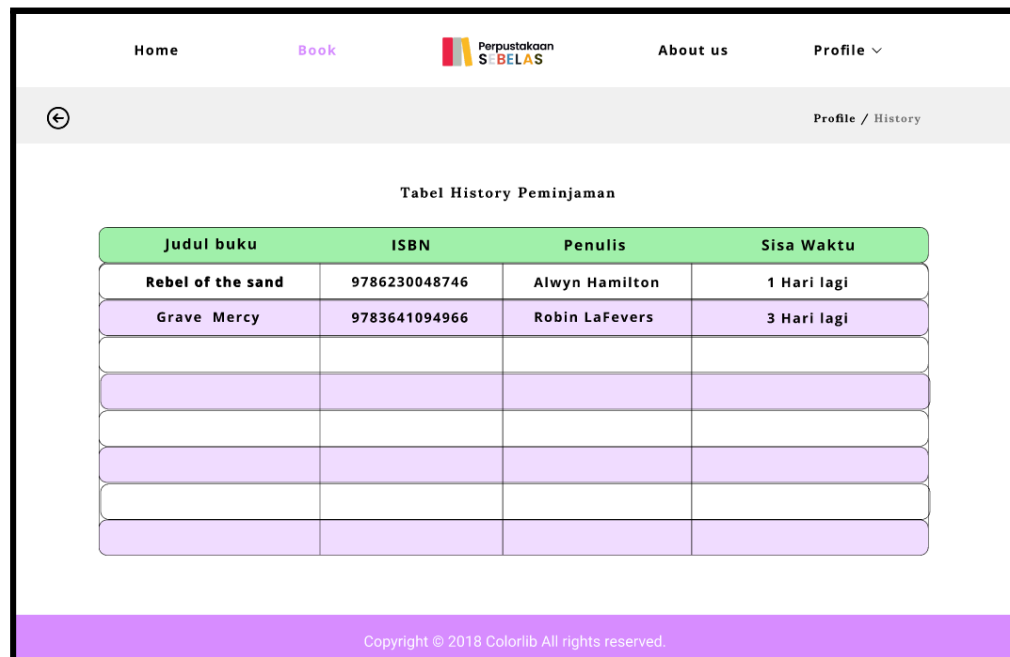 Home Book Perpustakaan SEBELAS About us Profile
Profile / History
Tabel History Peminjaman
Judul buku ISBN Penulis Sisa Waktu
Rebel of the sand 9786230048746 Alwyn Hamilton 1 Hari lagi
Grave Mercy 9783641094966 Robin LaFevers 3 Hari lagi
Copyright © 2018 Colorlib All rights reserved.